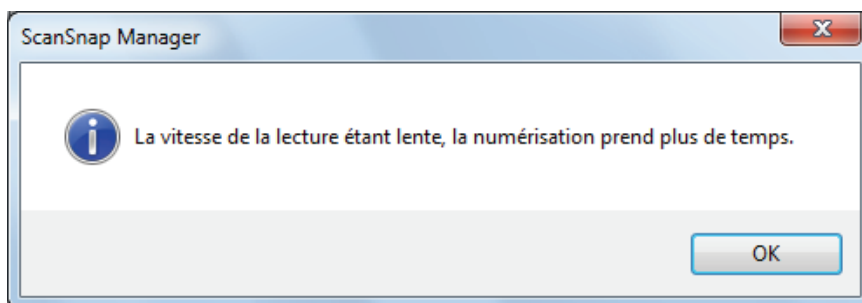 ScanSnap Manager
La vitesse de la lecture étant lente, la numérisation prend plus de temps.
OK